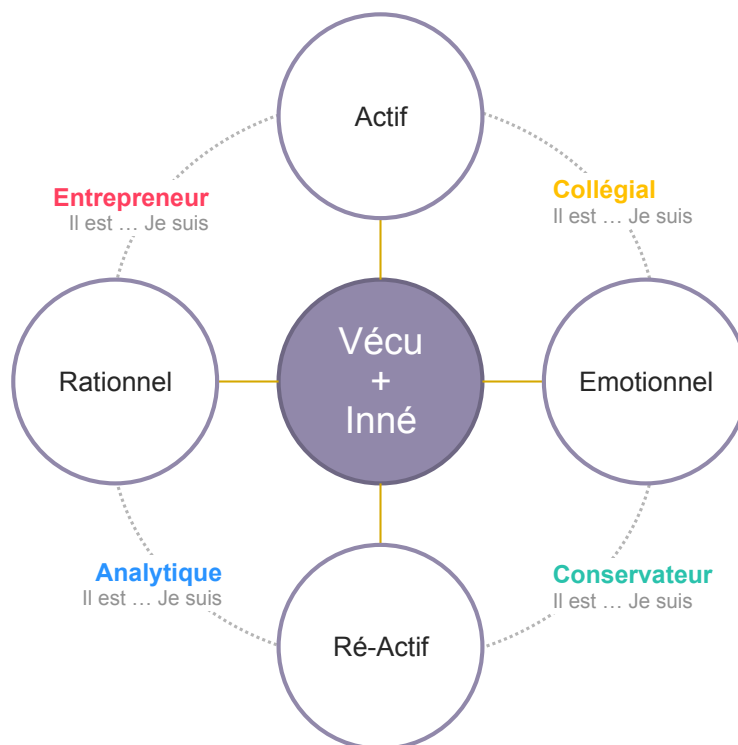 Actif
Entrepreneur
Il est … Je suis
Collégial
Il est … Je suis
Rationnel
Vécu
+
Inné
Emotionnel
Analytique
Il est … Je suis
Conservateur
Il est … Je suis
Ré-Actif